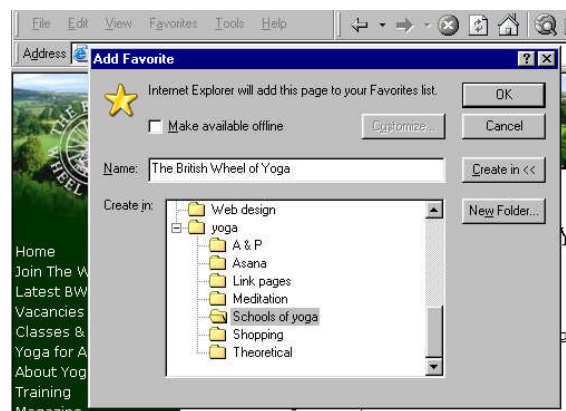 File Edit View Favorites Tools Help
Address
Add Favorite
Internet Explorer will add this page to your Favorites list.
OK
Make available offline
Customize...
Cancel
Name: The British Wheel of Yoga
Create in <<
Create in:
New Folder...
Web design
yoga
A & P
Asana
Link pages
Meditation
Schools of yoga
Shopping
Theoretical
THE B
WHEEL
Home
Join The W
Latest BW
Vacancies
Classes &
Yoga for A
About Yog
Training
Magazine